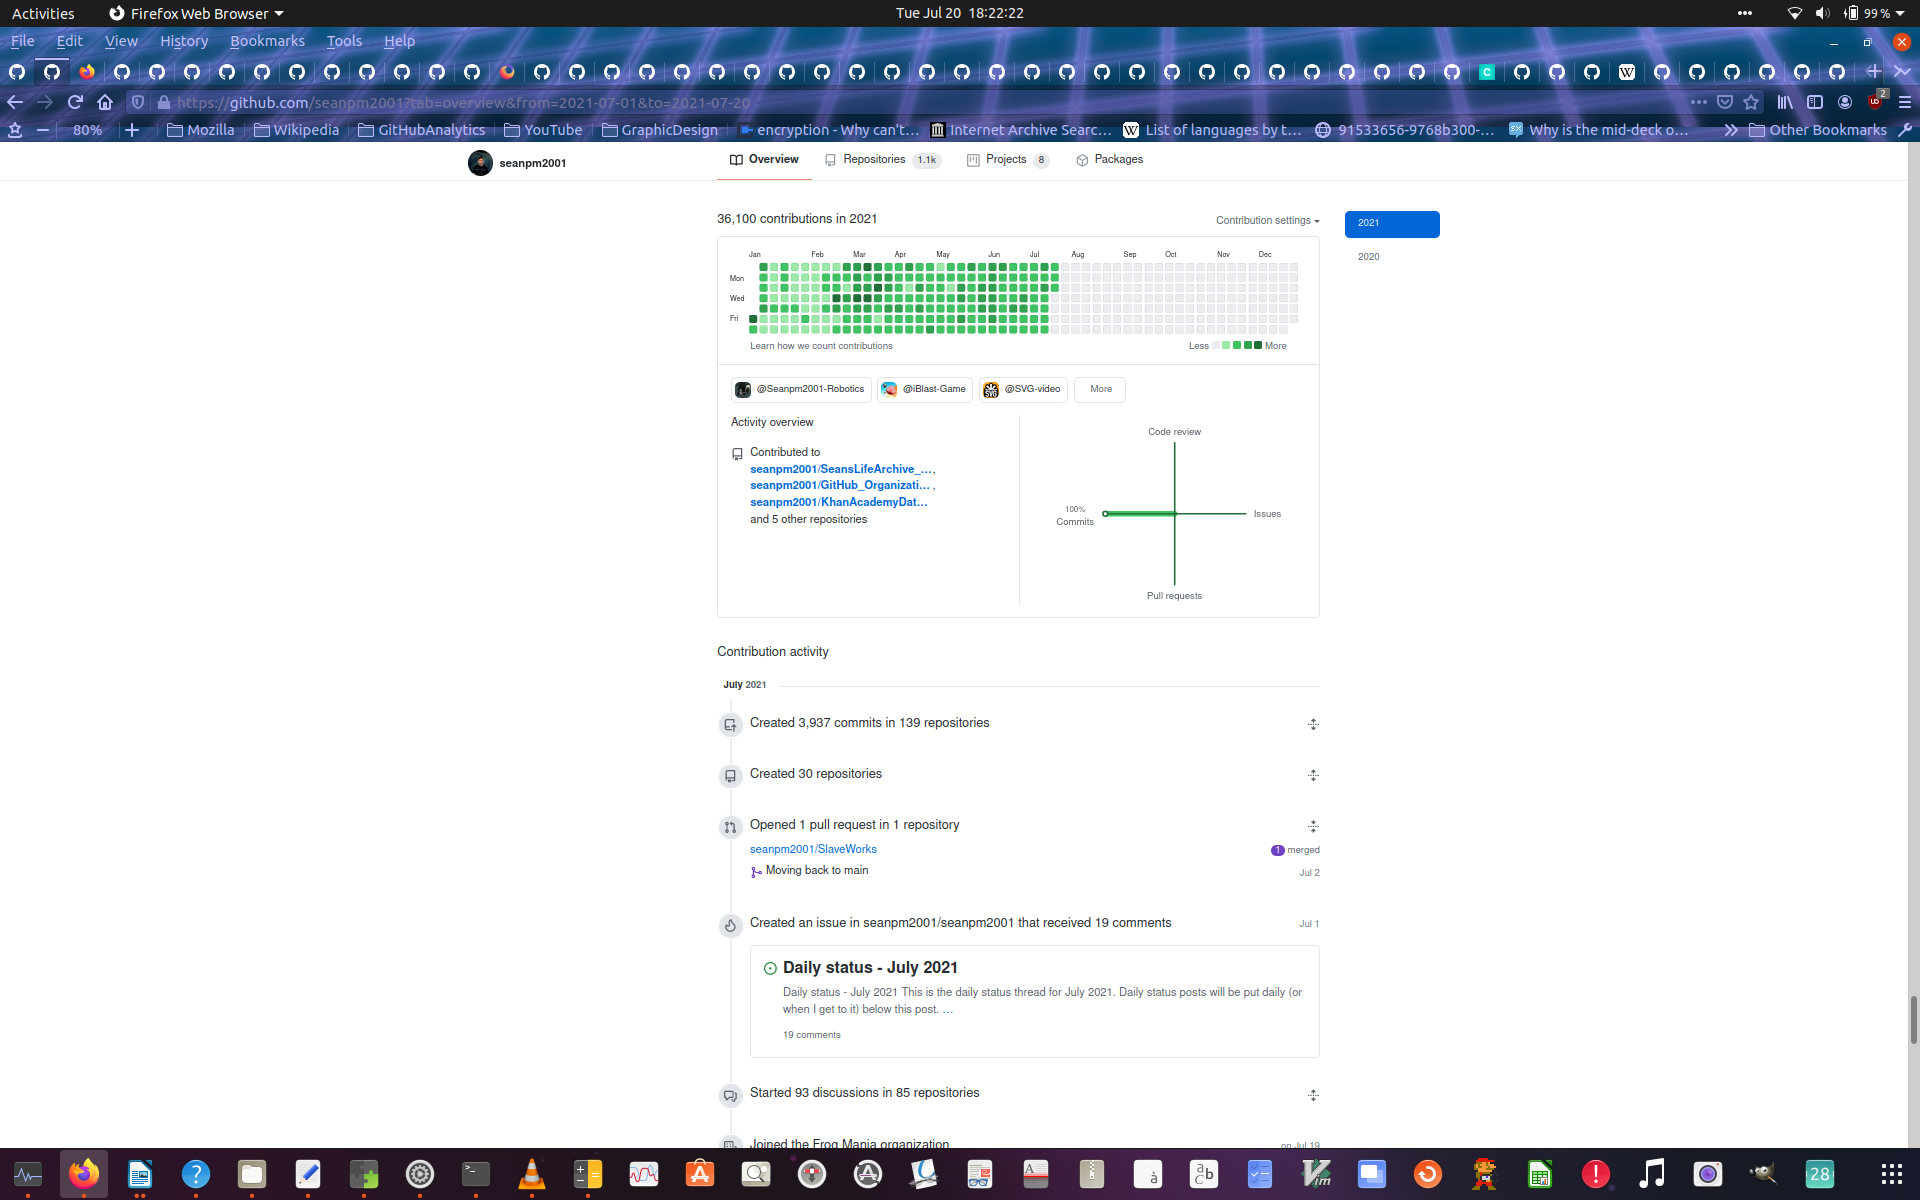 Activities Firefox Web Browser Tue Jul 20 18:22:22 99 %
File Edit View History Bookmarks Tools Help
https://github.com/seanpm2001?tab=overview&from=2021-07-01&to=2021-07-20 2
80% Mozilla Wikipedia GitHubAnalytics YouTube GraphicDesign encryption - Why can't… Internet Archive Searc… List of languages by t… 91533656-9768b300-… Why is the mid-deck o… Other Bookmarks
seanpm2001 Overview Repositories 1.1k Projects 8 Packages
36,100 contributions in 2021 Contribution settings 2021
2020
Jan Feb Mar Apr May Jun Jul Aug Sep Oct Nov Dec
Mon
Wed
Fri
Learn how we count contributions Less More
@Seanpm2001-Robotics @iBlast-Game @SVG-video More
Activity overview
Contributed to
seanpm2001/SeansLifeArchive_…,
seanpm2001/GitHub_Organizati… ,
seanpm2001/KhanAcademyDat…
and 5 other repositories
Code review
100%
Commits
Issues
Pull requests
Contribution activity
July 2021
Created 3,937 commits in 139 repositories
Created 30 repositories
Opened 1 pull request in 1 repository
seanpm2001/SlaveWorks 1 merged
Moving back to main Jul 2
Created an issue in seanpm2001/seanpm2001 that received 19 comments Jul 1
Daily status - July 2021
Daily status - July 2021 This is the daily status thread for July 2021. Daily status posts will be put daily (or
when I get to it) below this post. …
19 comments
Started 93 discussions in 85 repositories
Joined the Frog Mania organization on Jul 19
28